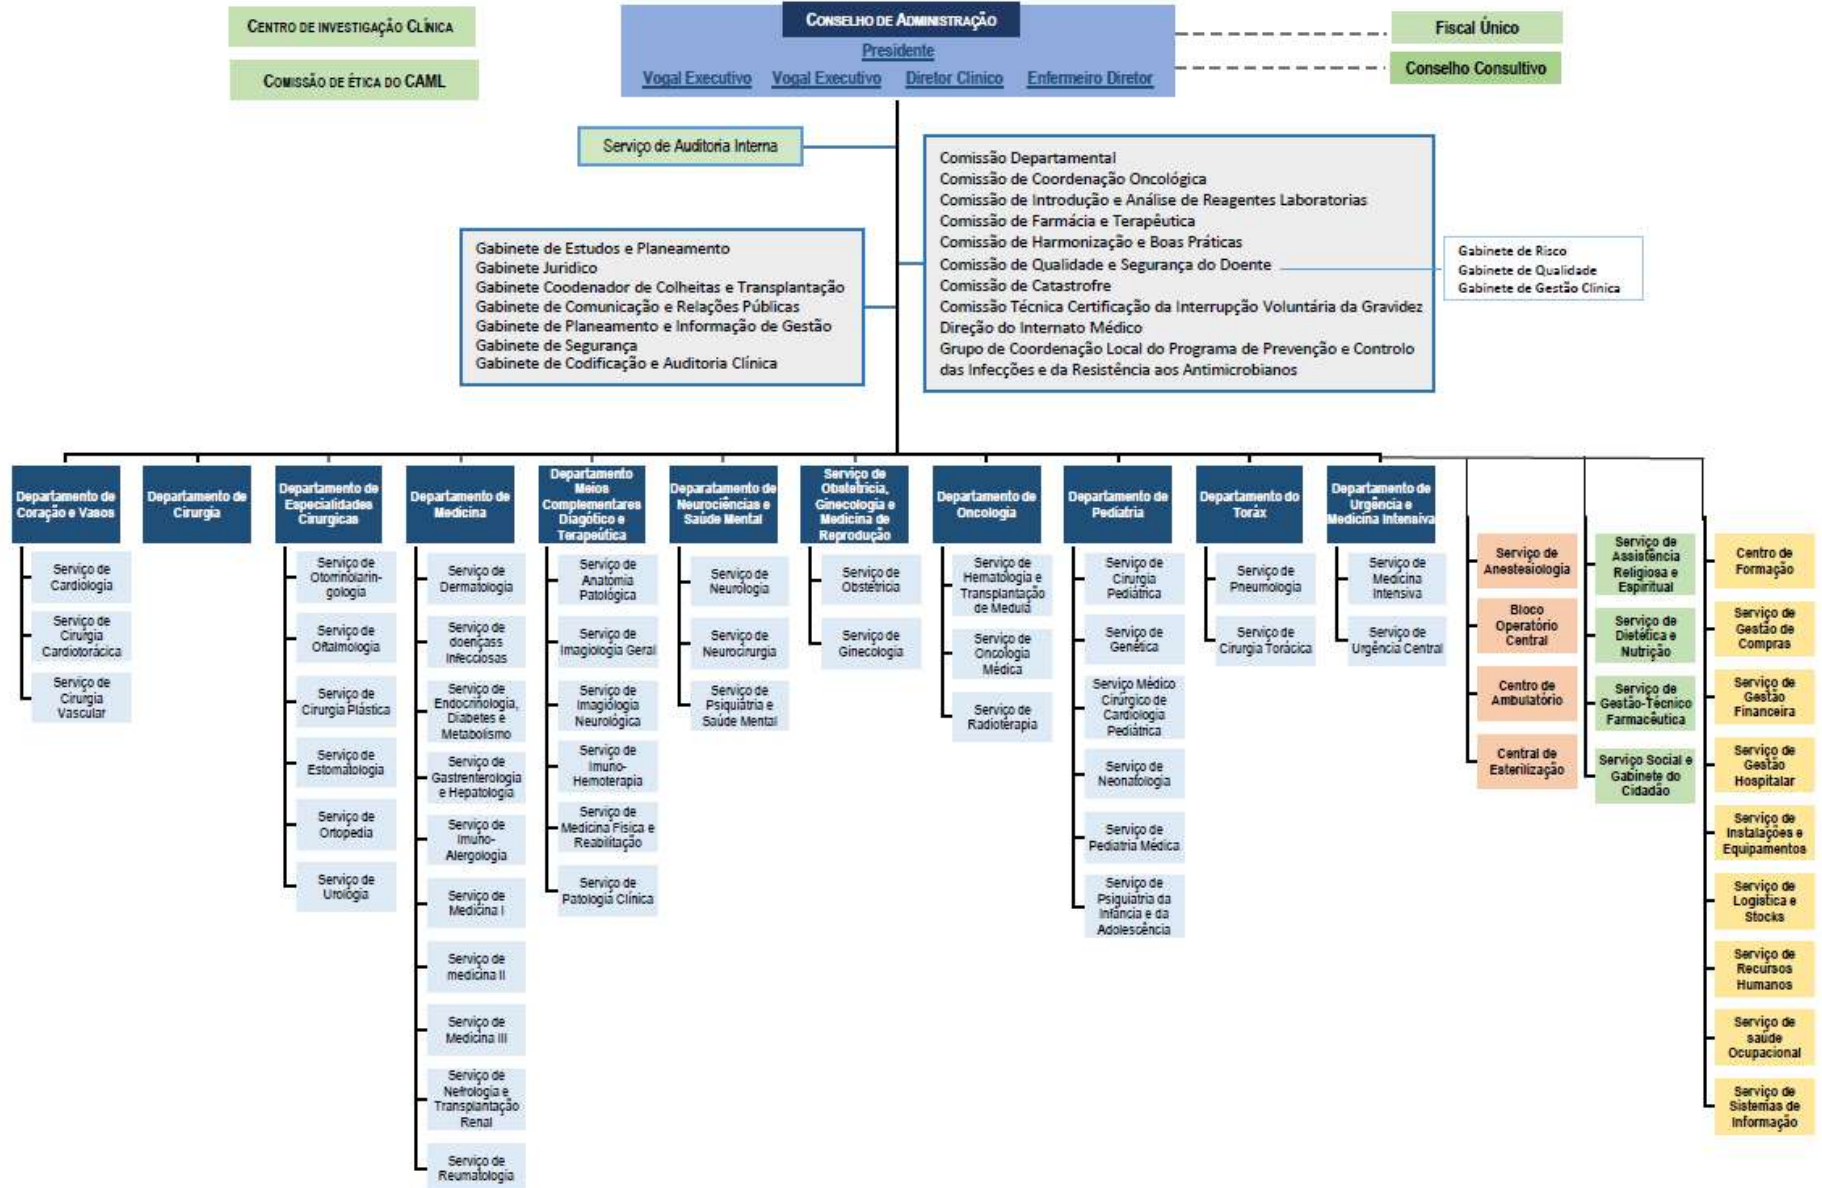 CENTRO DE INVESTIGAÇÃO CLÍNICA
COMISSÃO DE ÉTICA DO CAML
CONSELHO DE ADMINISTRAÇÃO
Presidente
Vogal Executivo Vogal Executivo Diretor Clinico Enfermeiro Diretor
Fiscal Único
Conselho Consultivo
Serviço de Auditoria Interna
Comissão Departamental
Comissão de Coordenação Oncológica
Comissão de Introdução e Análise de Reagentes Laboratorias
Comissão de Farmácia e Terapêutica
Comissão de Harmonização e Boas Práticas
Comissão de Qualidade e Segurança do Doente
Comissão de Catastrofre
Comissão Técnica Certificação da Interrupção Voluntária da Gravidez
Direção do Internato Médico
Grupo de Coordenação Local do Programa de Prevenção e Controlo
das Infecções e da Resistência aos Antimicrobianos
Gabinete de Risco
Gabinete de Qualidade
Gabinete de Gestão Clinica
Gabinete de Estudos e Planeamento
Gabinete Juridico
Gabinete Coodenador de Colheitas e Transplantação
Gabinete de Comunicação e Relações Públicas
Gabinete de Planeamento e Informação de Gestão
Gabinete de Segurança
Gabinete de Codificação e Auditoria Clínica
Departamento de
Coração e Vasos
Serviço de
Cardiologia
Serviço de
Cirurgia
Cardiotorácica
Serviço de
Cirurgia
Vascular
Departamento de
Cirurgia
Departamento de
Especialidades
Cirurgicas
Serviço de
Otorrinolarin-
gologia
Serviço de
Oftalmologia
Serviço de
Cirurgia Plástica
Serviço de
Estomatologia
Serviço de
Ortopedia
Serviço de
Urologia
Departamento de
Medicina
Serviço de
Dermatologia
Serviço de
doençass
Infecciosas
Serviço de
Endocrinologia,
Diabetes e
Metabolismo
Serviço de
Gastrenterologia
e Hepatologia
Serviço de
Imuno-
Alergologia
Serviço de
Medicina I
Serviço de
medicina II
Serviço de
Medicina III
Serviço de
Nefrologia e
Transplantação
Renal
Serviço de
Reumatologia
Departamento
Meios
Complementares
Diagótico e
Terapeútica
Serviço de
Anatomia
Patológica
Serviço de
Imagiologia Geral
Serviço de
Imagiólogia
Neurológica
Serviço de
Imuno-
Hemoterapia
Serviço de
Medicina Fisica e
Reabilitação
Serviço de
Patologia Clínica
Deparatamento de
Neurociências e
Saúde Mental
Serviço de
Neurologia
Serviço de
Neurocirurgia
Serviço de
Psiquiatria e
Saúde Mental
Serviço de
Obstetricia,
Ginecologia e
Medicina de
Reprodução
Serviço de
Obstetrícia
Serviço de
Ginecologia
Departamento de
Oncologia
Serviço de
Hematologia e
Transplantação
de Medula
Serviço de
Oncologia
Médica
Serviço de
Radioterapia
Departamento de
Pediatria
Serviço de
Cirurgia
Pediátrica
Serviço de
Genética
Serviço Médico
Cirúrgico de
Cardiologia
Pediátrica
Serviço de
Neonatologia
Serviço de
Pediatria Médica
Serviço de
Psiquiatria da
Infância e da
Adolescência
Departamento do
Toráx
Serviço de
Pneumologia
Serviço de
Cirurgia Torácica
Departamento de
Urgência e
Medicina Intensiva
Serviço de
Medicina
Intensiva
Serviço de
Urgência Central
Serviço de
Anestesiologia
Bloco
Operatório
Central
Centro de
Ambulatório
Central de
Esterilização
Serviço de
Assistência
Religiosa e
Espiritual
Serviço de
Dietética e
Nutrição
Serviço de
Gestão-Técnico
Farmacêutica
Serviço Social e
Gabinete do
Cidadão
Centro de
Formação
Serviço de
Gestão de
Compras
Serviço de
Gestão
Financeira
Serviço de
Gestão
Hospitalar
Serviço de
Instalações e
Equipamentos
Serviço de
Logistica e
Stocks
Serviço de
Recursos
Humanos
Serviço de
saúde
Ocupacional
Serviço de
Sistemas de
Informação